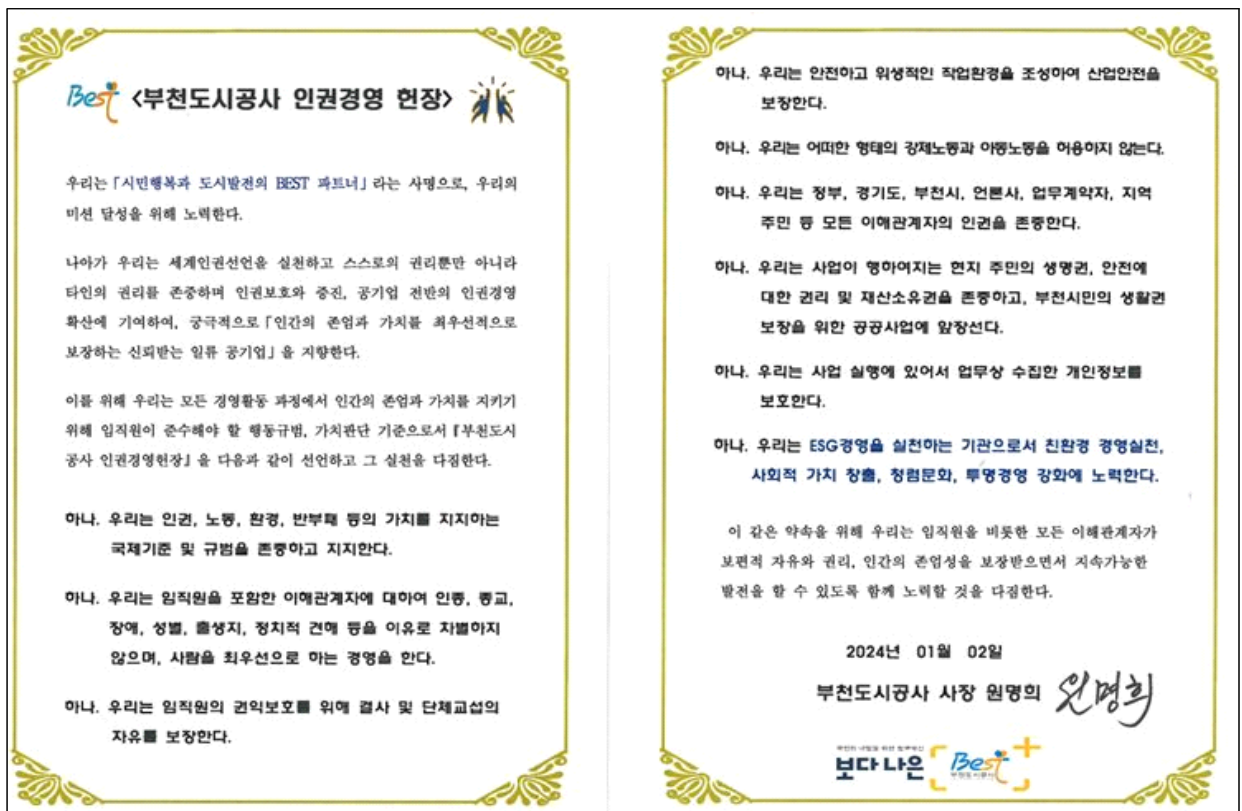 Best <부천도시공사 인권경영 헌장>
우리는 「시민행복과 도시발전의 BEST 파트너」라는 사명으로, 우리의
미션 달성을 위해 노력한다.
나아가 우리는 세계인권선언을 실천하고 스스로의 권리뿐만 아니라
타인의 권리를 존중하며 인권보호와 증진, 공기업 전반의 인권경영
확산에 기여하여, 궁극적으로 「인간의 존엄과 가치를 최우선적으로
보장하는 신뢰받는 일류 공기업」을 지향한다.
이를 위해 우리는 모든 경영활동 과정에서 인간의 존엄과 가치를 지키기
위해 임직원이 준수해야 할 행동규범, 가치판단 기준으로서 『부천도시
공사 인권경영헌장』을 다음과 같이 선언하고 그 실천을 다짐한다.
하나. 우리는 인권, 노동, 환경, 반부패 등의 가치를 지지하는
국제기준 및 규범을 존중하고 지지한다.
하나. 우리는 임직원을 포함한 이해관계자에 대하여 인종, 종교,
장애, 성별, 출생지, 정치적 견해 등을 이유로 차별하지
않으며, 사람을 최우선으로 하는 경영을 한다.
하나. 우리는 임직원의 권익보호를 위해 결사 및 단체교섭의
자유를 보장한다.
하나. 우리는 안전하고 위생적인 작업환경을 조성하여 산업안전을
보장한다.
하나. 우리는 어떠한 형태의 강제노동과 아동노동을 허용하지 않는다.
하나. 우리는 정부, 경기도, 부천시, 언론사, 업무계약자, 지역
주민 등 모든 이해관계자의 인권을 존중한다.
하나. 우리는 사업이 행하여지는 현지 주민의 생명권, 안전에
대한 권리 및 재산소유권을 존중하고, 부천시민의 생활권
보장을 위한 공공사업에 앞장선다.
하나. 우리는 사업 실행에 있어서 업무상 수집한 개인정보를
보호한다.
하나. 우리는 ESG경영을 실천하는 기관으로서 친환경 경영실천,
사회적 가치 창출, 청렴문화, 투명경영 강화에 노력한다.
이 같은 약속을 위해 우리는 임직원을 비롯한 모든 이해관계자가
보편적 자유와 권리, 인간의 존엄성을 보장받으면서 지속가능한
발전을 할 수 있도록 함께 노력할 것을 다짐한다.
2024년 01월 02일
부천도시공사 사장 원명희 원명희
보다 나은 Best
부천도시공사